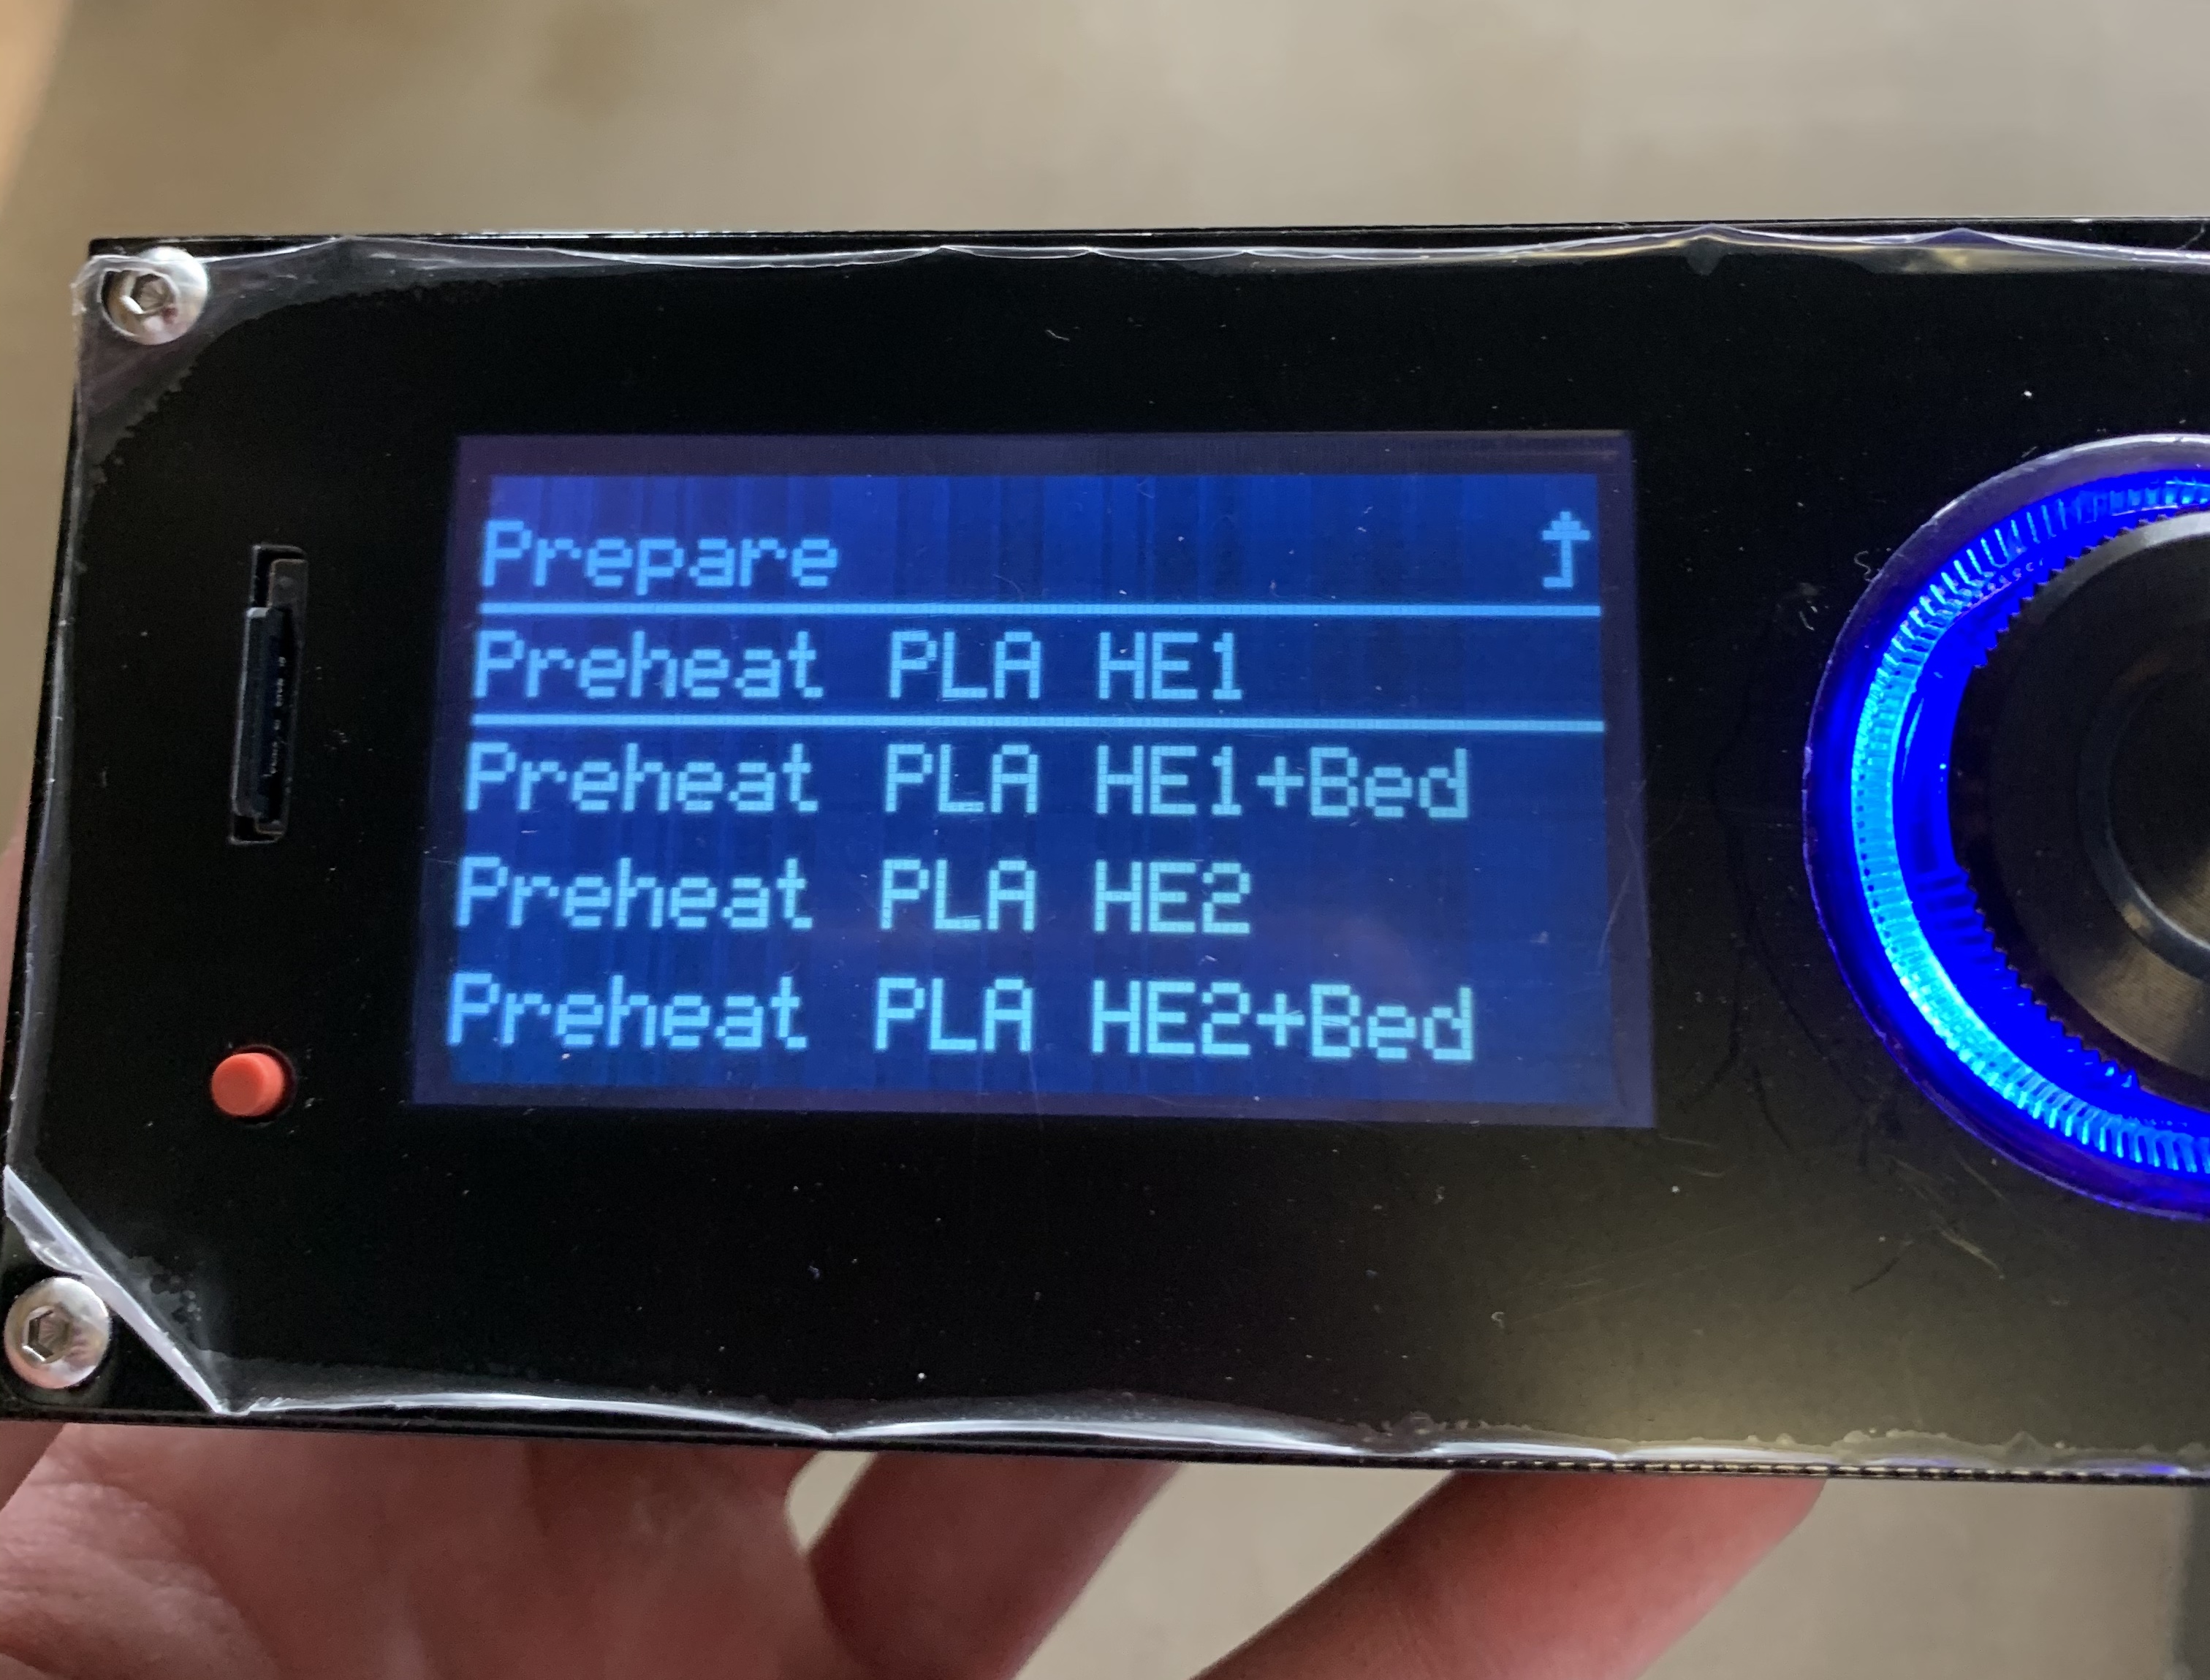 Prepare
Preheat PLA HE1
Preheat PLA HE1+Bed
Preheat PLA HE2
Preheat PLA HE2+Bed